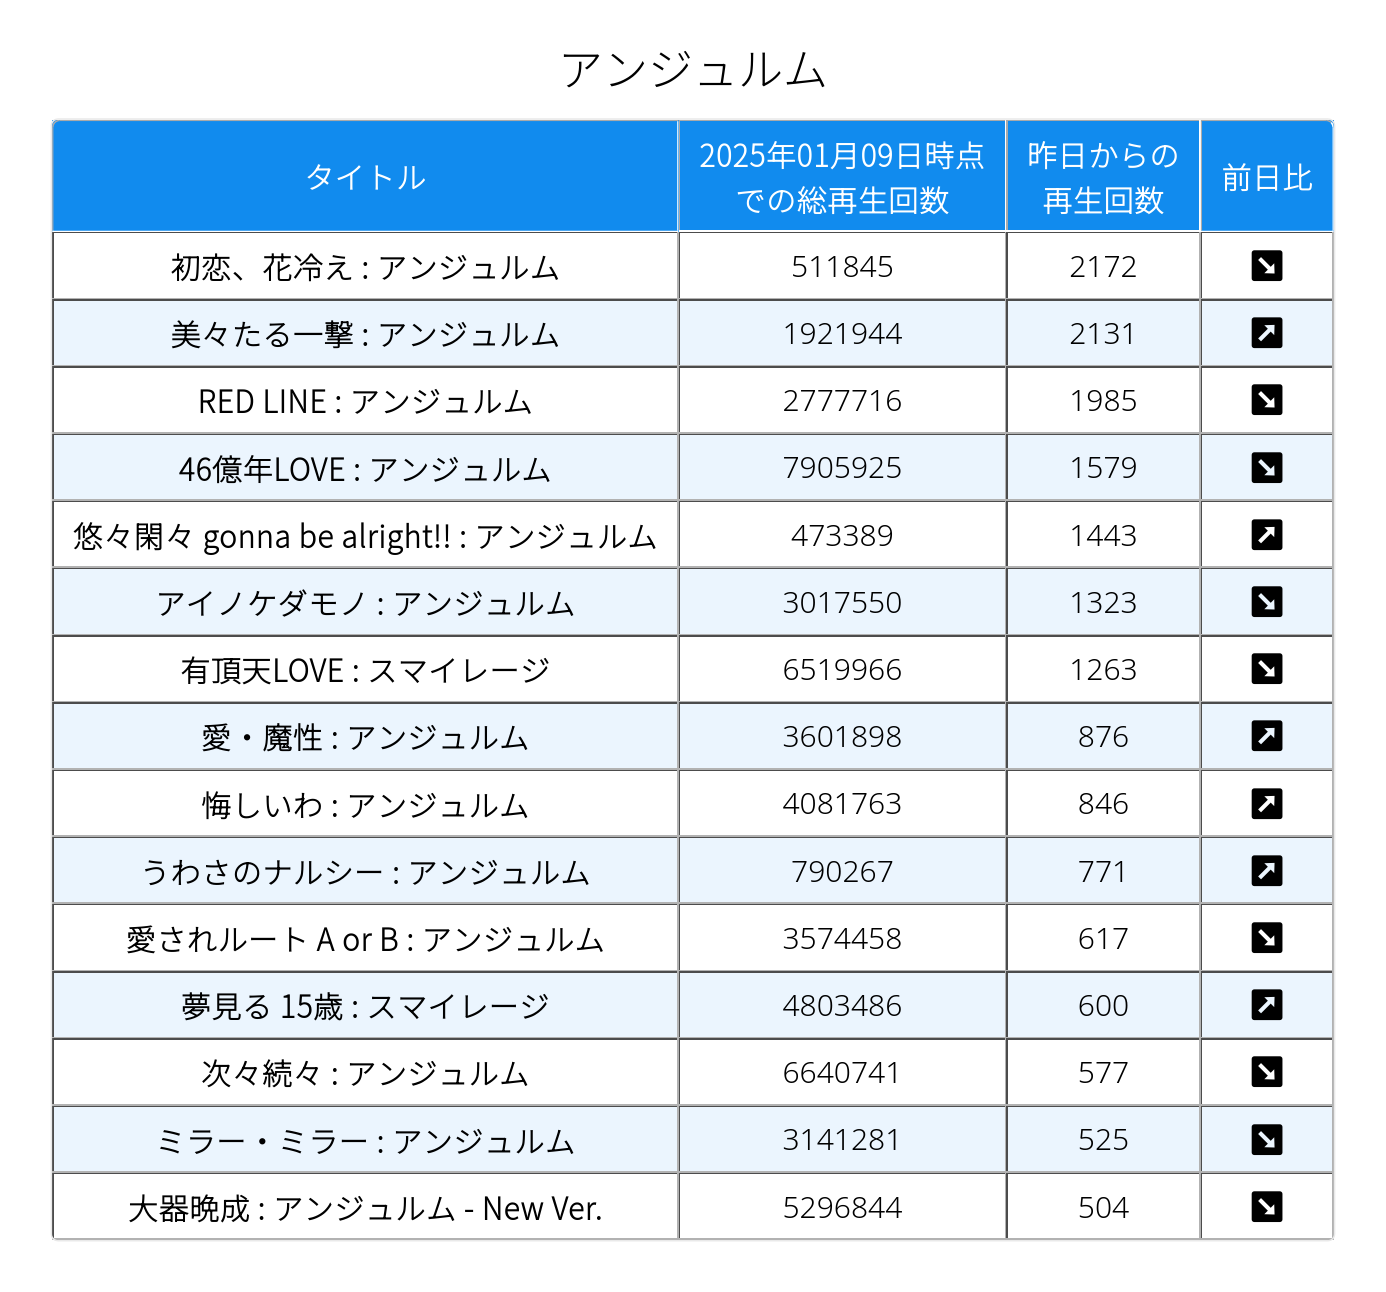 アンジュルム
タイトル 2025年01月09日時点での総再生回数 昨日からの再生回数 前日比
初恋、花冷え : アンジュルム 511845 2172 ↘
美々たる一撃 : アンジュルム 1921944 2131 ↗
RED LINE : アンジュルム 2777716 1985 ↘
46億年LOVE : アンジュルム 7905925 1579 ↘
悠々閑々 gonna be alright!! : アンジュルム 473389 1443 ↗
アイノケダモノ : アンジュルム 3017550 1323 ↘
有頂天LOVE : スマイレージ 6519966 1263 ↘
愛・魔性 : アンジュルム 3601898 876 ↗
悔しいわ : アンジュルム 4081763 846 ↗
うわさのナルシー : アンジュルム 790267 771 ↗
愛されルート A or B : アンジュルム 3574458 617 ↘
夢見る 15歳 : スマイレージ 4803486 600 ↗
次々続々 : アンジュルム 6640741 577 ↘
ミラー・ミラー : アンジュルム 3141281 525 ↘
大器晩成 : アンジュルム - New Ver. 5296844 504 ↘